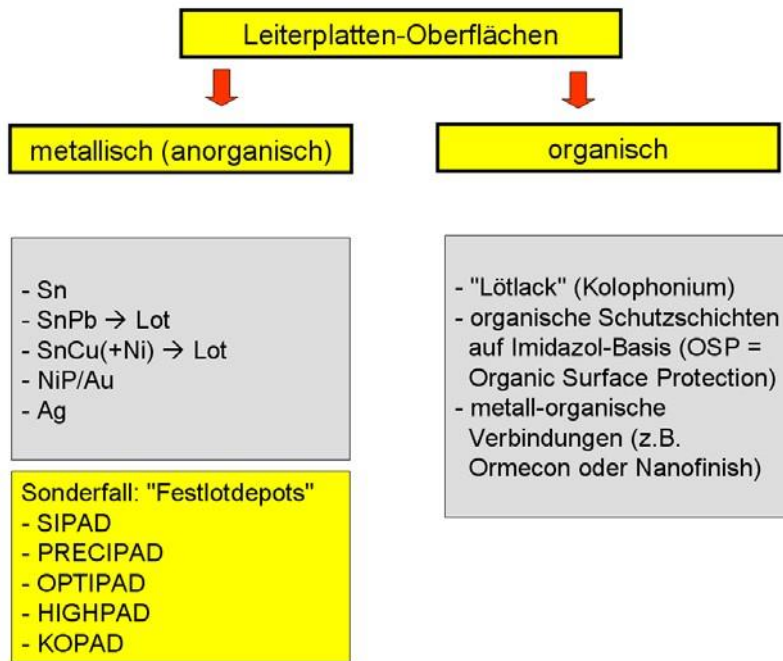 Leiterplatten-Oberflächen
metallisch (anorganisch)
organisch
- Sn
- SnPb → Lot
- SnCu(+Ni) → Lot
- NiP/Au
- Ag
Sonderfall: "Festlotdepots"
- SIPAD
- PRECIPAD
- OPTIPAD
- HIGHPAD
- KOPAD
- "Lötlack" (Kolophonium)
- organische Schutzschichten
auf Imidazol-Basis (OSP =
Organic Surface Protection)
- metall-organische
Verbindungen (z.B.
Ormecon oder Nanofinish)